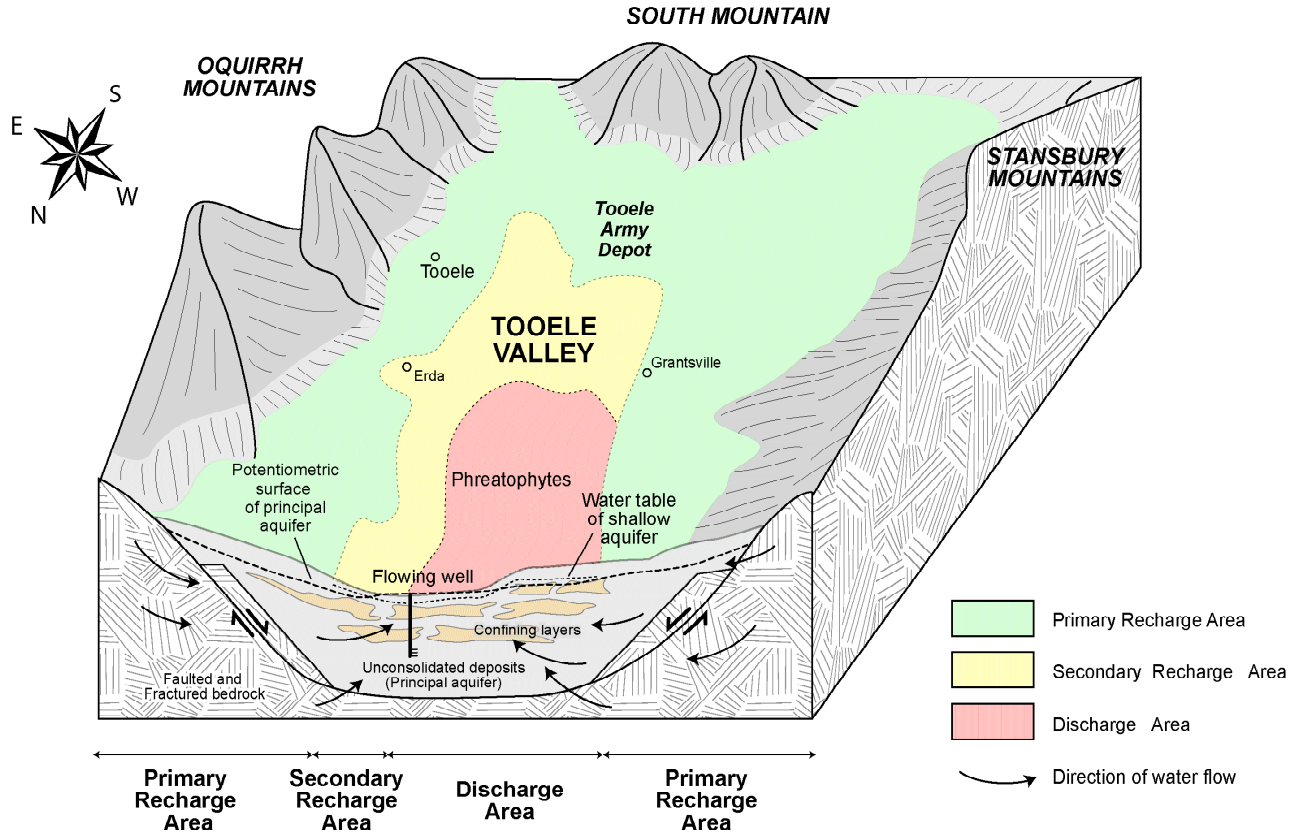 SOUTH MOUNTAIN
OQUIRRH
MOUNTAINS
S
E
W
N
STANSBURY
MOUNTAINS
Tooele
Army
Depot
Tooele
TOOELE
VALLEY
Erda
Grantsville
Phreatophytes
Potentiometric
surface
of principal
aquifer
Water table
of shallow
aquifer
Flowing well
Confining layers
Unconsolidated deposits
(Principal aquifer)
Faulted and
Fractured bedrock
Primary Recharge Area
Secondary Recharge Area
Discharge Area
Direction of water flow
Primary
Recharge
Area
Secondary
Recharge
Area
Discharge
Area
Primary
Recharge
Area